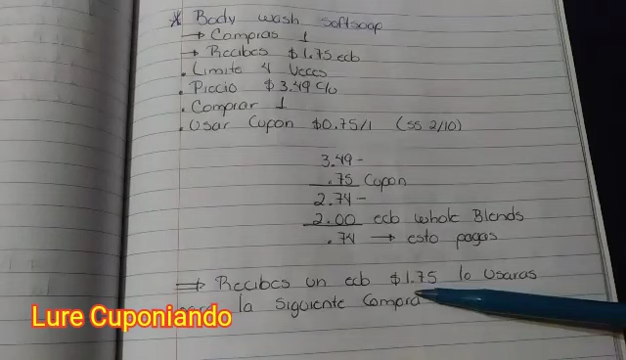 * Body wash softsoap
→ Compras 1
→ Recibes $1.75 ecb
. Limite 4 Veces
. Piecio $3.49 c/u
. Comprar 1
. Usar Cupon $0.75/1 (SS 2/10)
3.49 -
.75 Cupon
2.74 -
2.00 ecb whole Blends
.74 → esto pagas
⇒ Recibes un ecb $1.75 lo Usaras
para la siguiente Compra
Lure Cuponiando